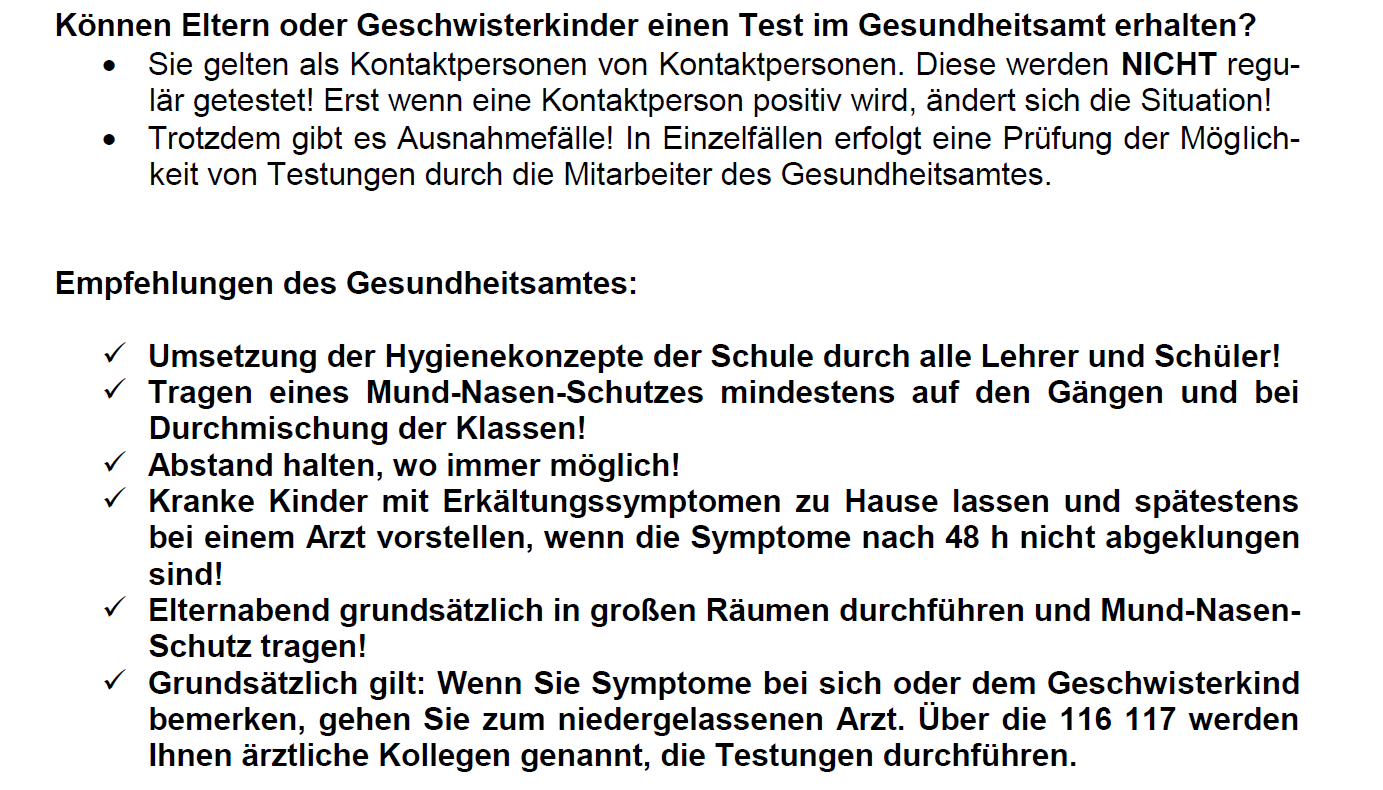 Können Eltern oder Geschwisterkinder einen Test im Gesundheitsamt erhalten?
• Sie gelten als Kontaktpersonen von Kontaktpersonen. Diese werden NICHT regu-
lär getestet! Erst wenn eine Kontaktperson positiv wird, ändert sich die Situation!
• Trotzdem gibt es Ausnahmefälle! In Einzelfällen erfolgt eine Prüfung der Möglich-
keit von Testungen durch die Mitarbeiter des Gesundheitsamtes.
Empfehlungen des Gesundheitsamtes:
✓ Umsetzung der Hygienekonzepte der Schule durch alle Lehrer und Schüler!
✓ Tragen eines Mund-Nasen-Schutzes mindestens auf den Gängen und bei
Durchmischung der Klassen!
✓ Abstand halten, wo immer möglich!
✓ Kranke Kinder mit Erkältungssymptomen zu Hause lassen und spätestens
bei einem Arzt vorstellen, wenn die Symptome nach 48 h nicht abgeklungen
sind!
✓ Elternabend grundsätzlich in großen Räumen durchführen und Mund-Nasen-
Schutz tragen!
✓ Grundsätzlich gilt: Wenn Sie Symptome bei sich oder dem Geschwisterkind
bemerken, gehen Sie zum niedergelassenen Arzt. Über die 116 117 werden
Ihnen ärztliche Kollegen genannt, die Testungen durchführen.